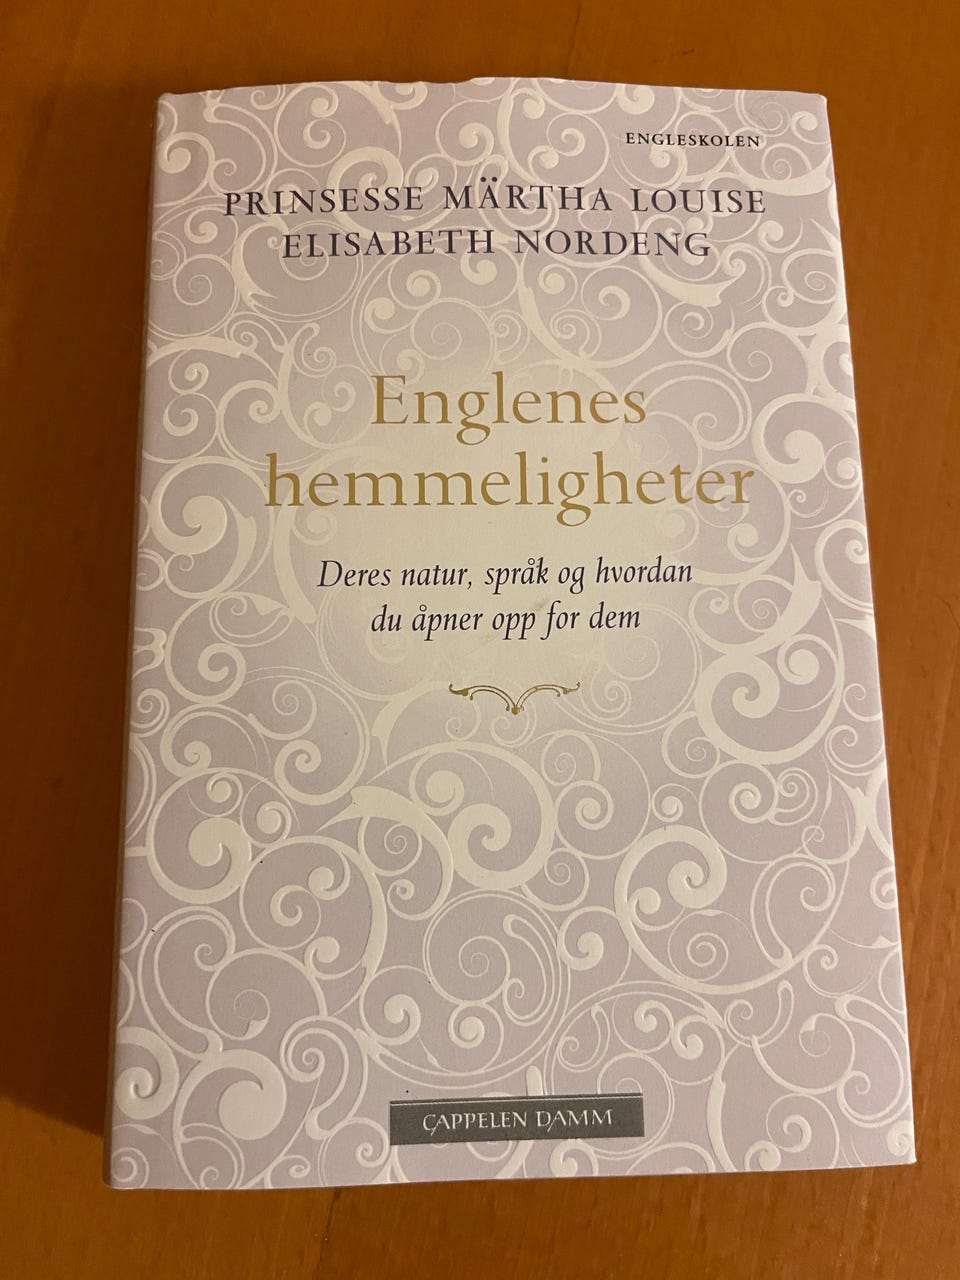 ENGLESKOLEN
PRINSESSE MÄRTHA LOUISE
ELISABETH NORDENG
Englenes
hemmeligheter
Deres natur, språk og hvordan
du åpner opp for dem
CAPPELEN DAMM